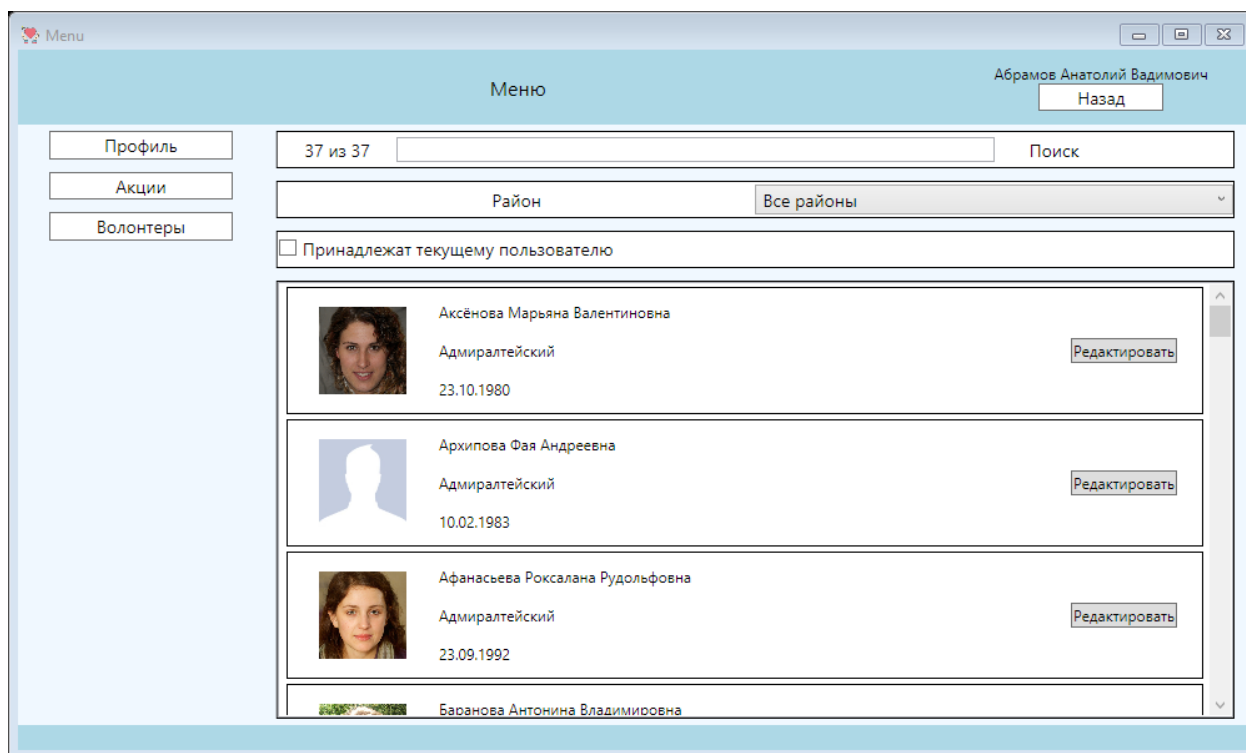 Menu
Меню
Абрамов Анатолий Вадимович
Назад
Профиль
Акции
Волонтеры
37 из 37
Поиск
Район
Все районы
Принадлежат текущему пользователю
Аксёнова Марьяна Валентиновна
Адмиралтейский
23.10.1980
Редактировать
Архипова Фая Андреевна
Адмиралтейский
10.02.1983
Редактировать
Афанасьева Роксалана Рудольфовна
Адмиралтейский
23.09.1992
Редактировать
Баранова Антонина Владимировна